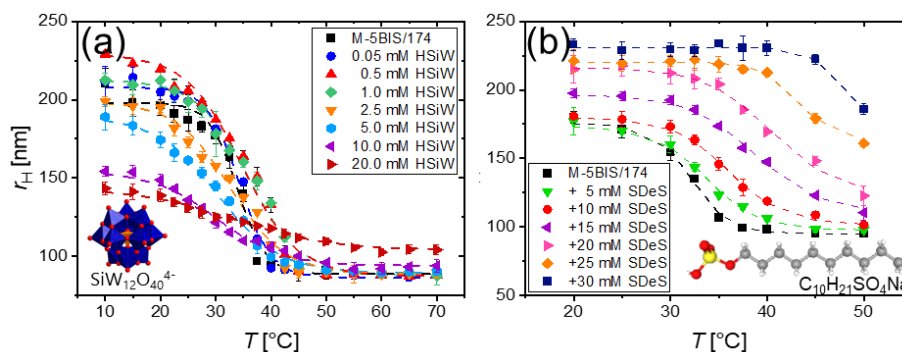 (a)
250
200
150
100
r_H [nm]
M-5BIS/174
0.05 mM HSiW
0.5 mM HSiW
1.0 mM HSiW
2.5 mM HSiW
5.0 mM HSiW
10.0 mM HSiW
20.0 mM HSiW
SiW₁₂O₄₀⁴⁻
0 10 20 30 40 50 60 70
T [°C]
(b)
250
200
150
100
50
M-5BIS/174
+ 5 mM SDeS
+10 mM SDeS
+15 mM SDeS
+20 mM SDeS
+25 mM SDeS
+30 mM SDeS
C₁₀H₂₁SO₄Na
20 30 40 50
T [°C]